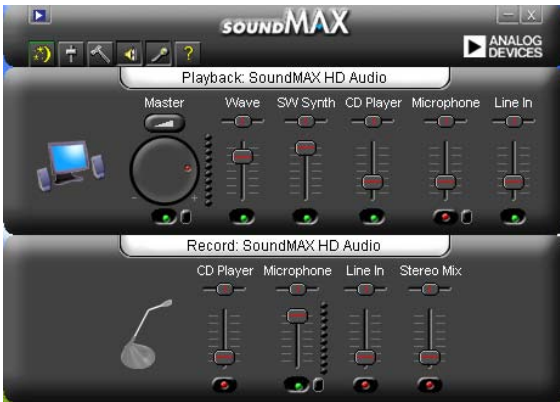 SOUNDMAX
ANALOG
DEVICES
Playback: SoundMAX HD Audio
Master Wave SW Synth CD Player Microphone Line In
Record: SoundMAX HD Audio
CD Player Microphone Line In Stereo Mix